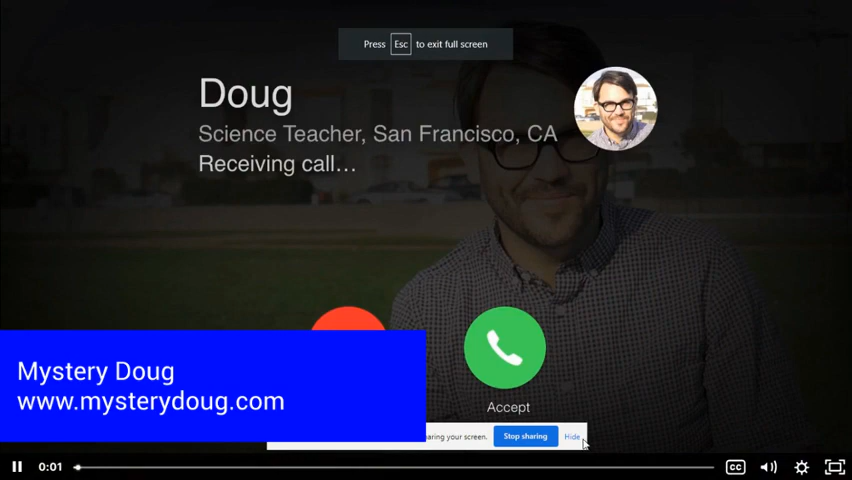 Press Esc to exit full screen
Doug
Science Teacher, San Francisco, CA
Receiving call...
Accept
Mystery Doug
www.mysterydoug.com
your screen.
Stop sharing
Hide
0:01
CC